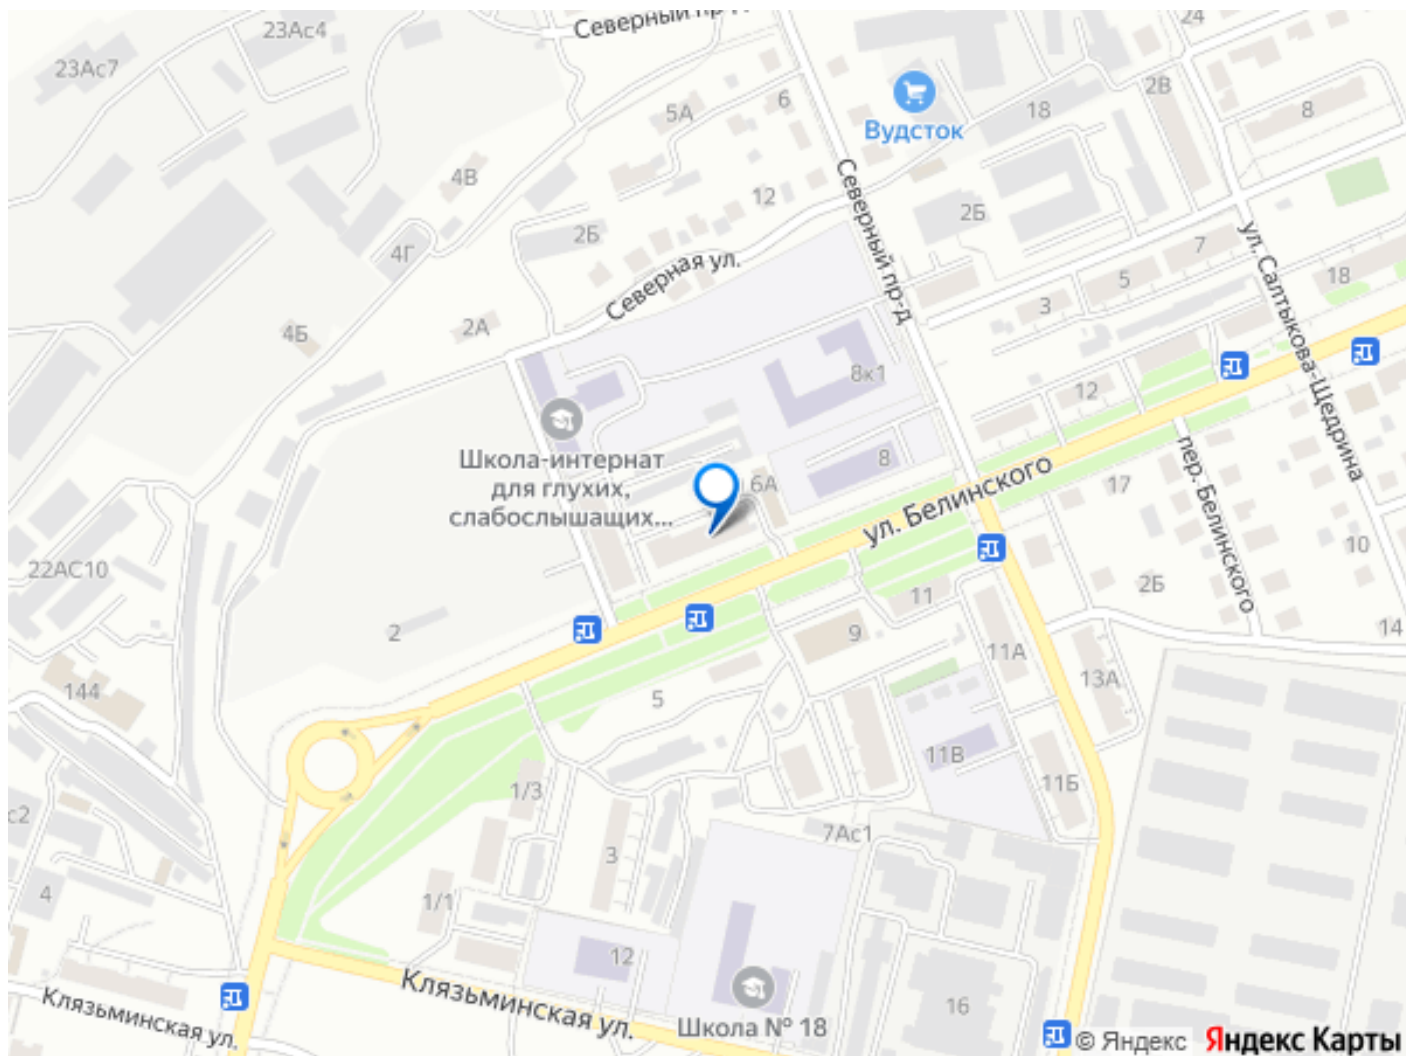 Северный пр-д
24
23Ас4
23Ас7
2В
6
5А
18
8
Вудсток
4В
12
Северный пр-д
2Б
2Б
4Г
7
Северная ул.
ул. Салтыкова-Щедрина
5
18
3
4Б
2А
8к1
12
Школа-интернат
для глухих,
слабослышащих...
8
6А
17
ул. Белинского
пер. Белинского
10
22АС10
2Б
11
2
9
14
11А
13А
144
5
11В
11Б
1/3
с2
7Ас1
3
4
1/1
12
Клязьминская ул.
Клязьминская ул.
16
Школа № 18
© Яндекс Яндекс Карты